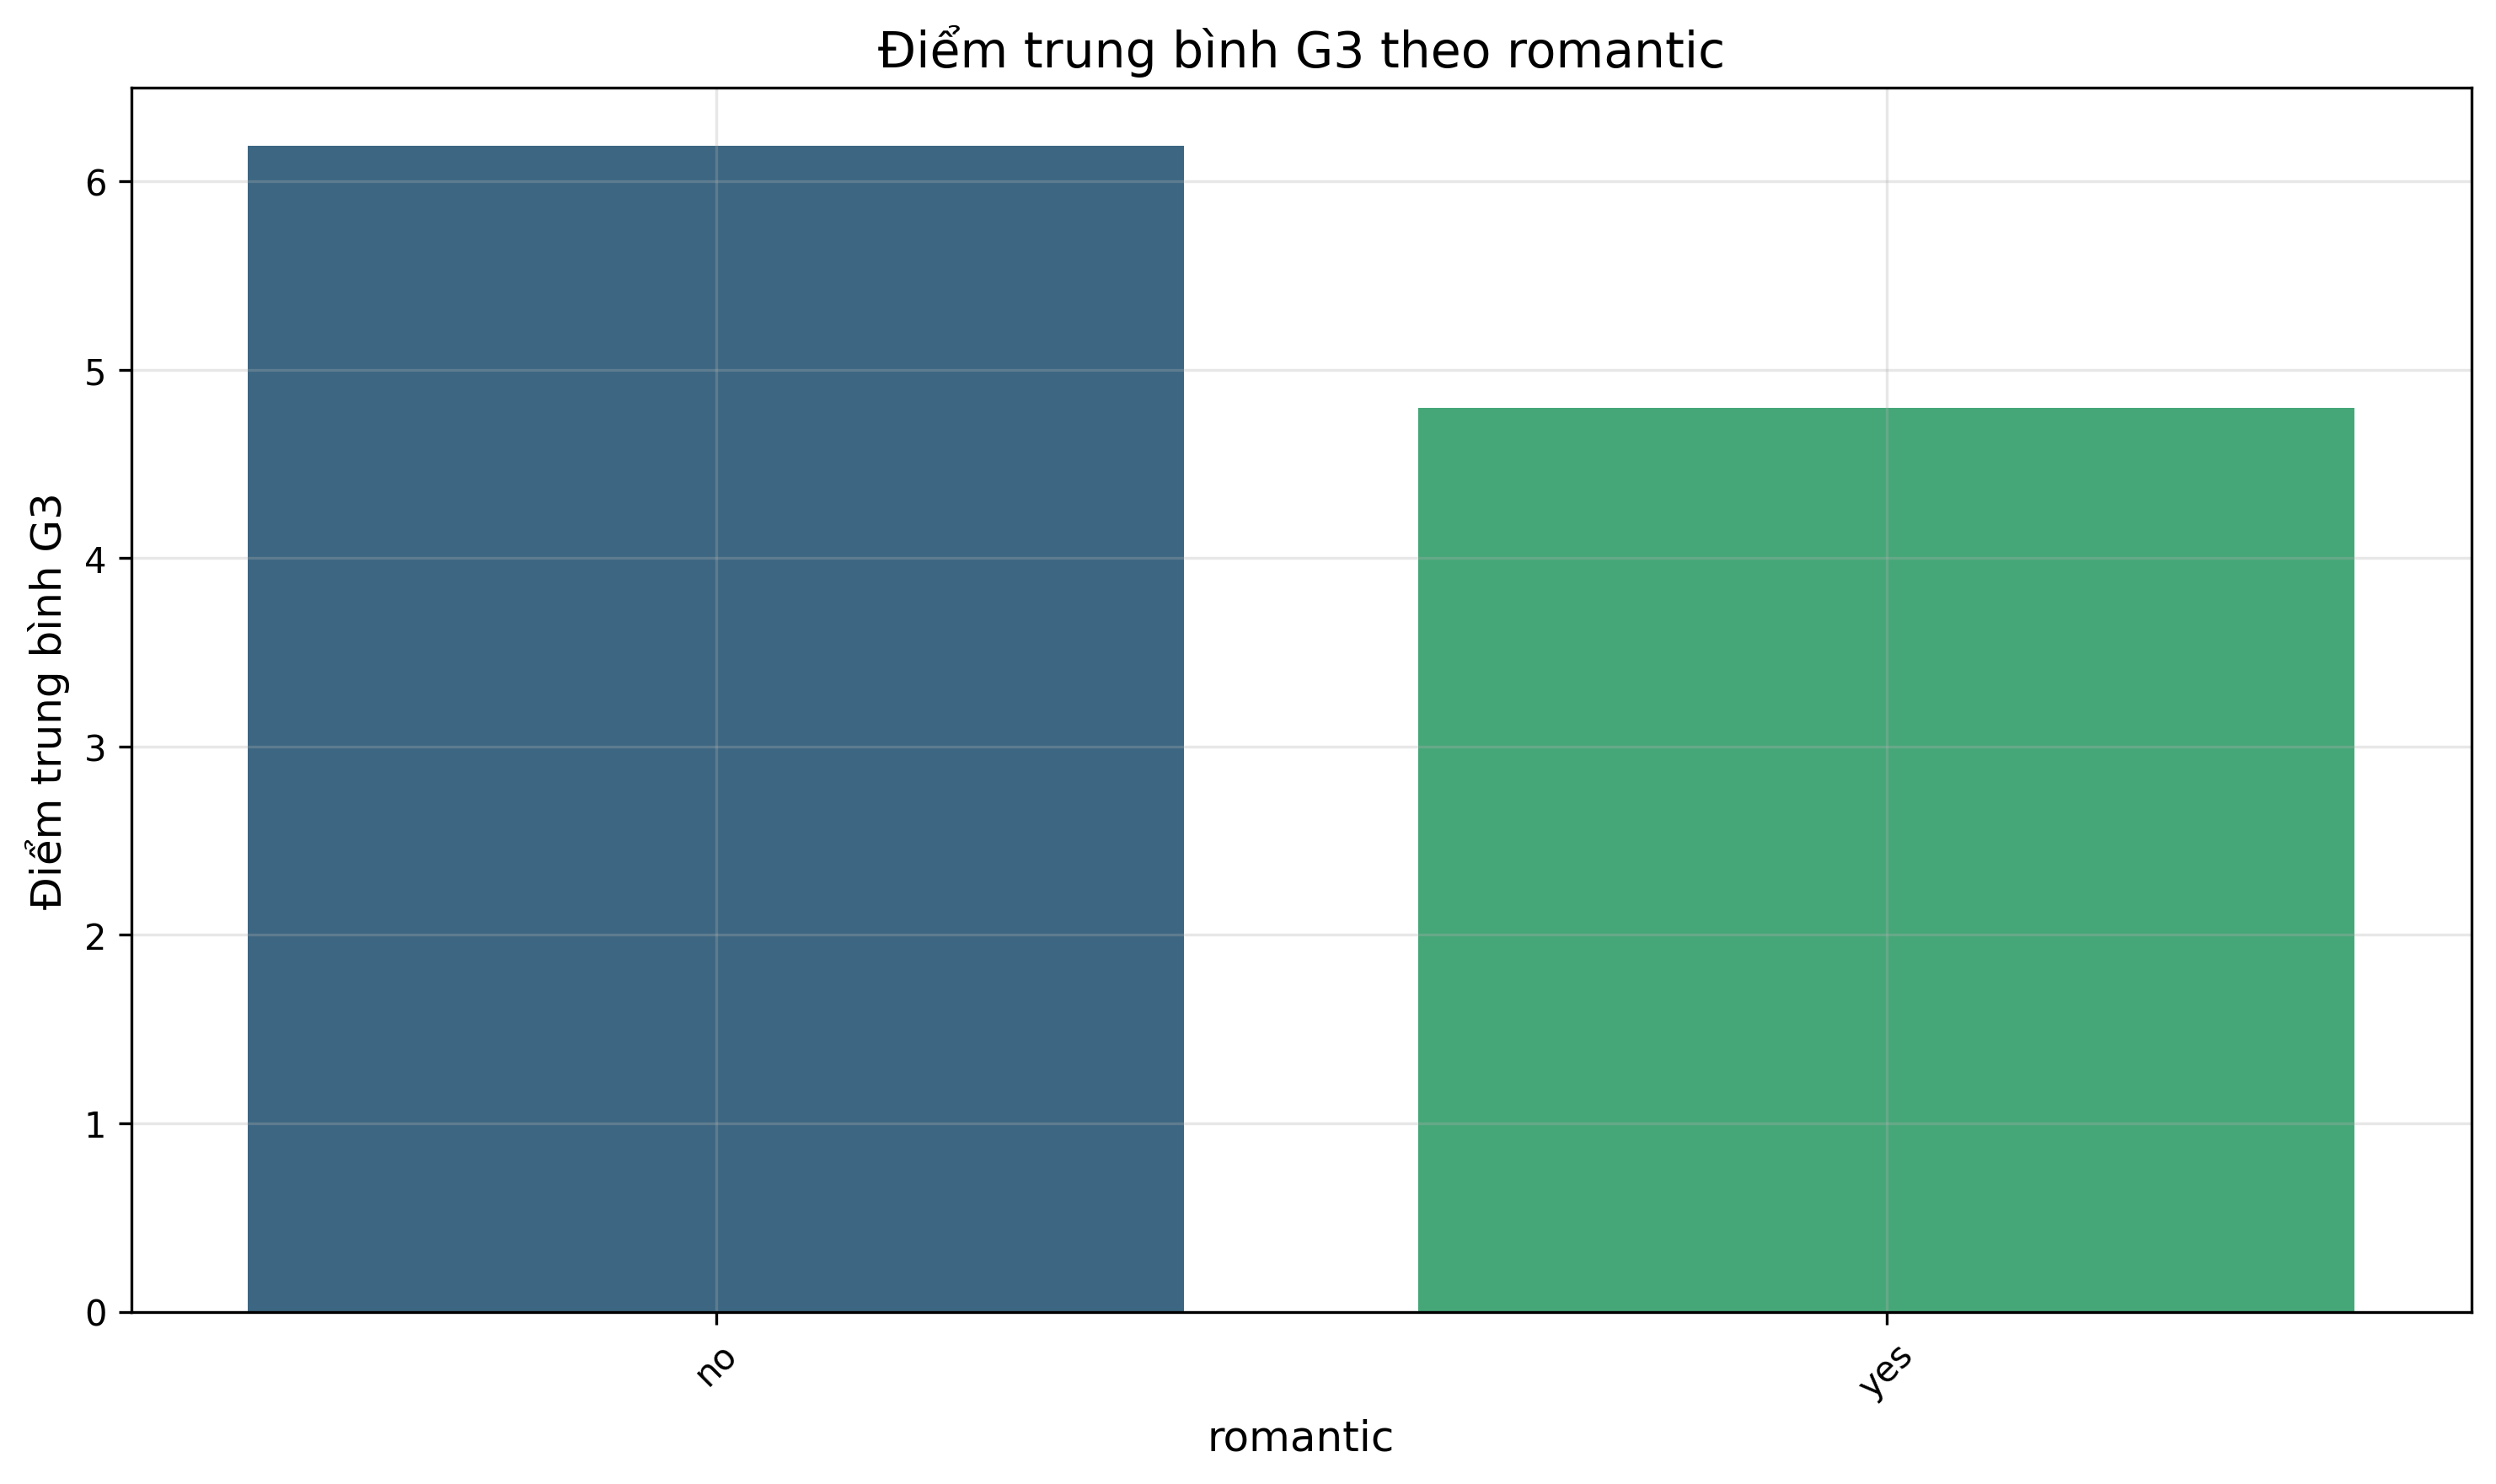 Điểm trung bình G3 theo romantic
Điểm trung bình G3
6
5
4
3
2
1
0
no
yes
romantic